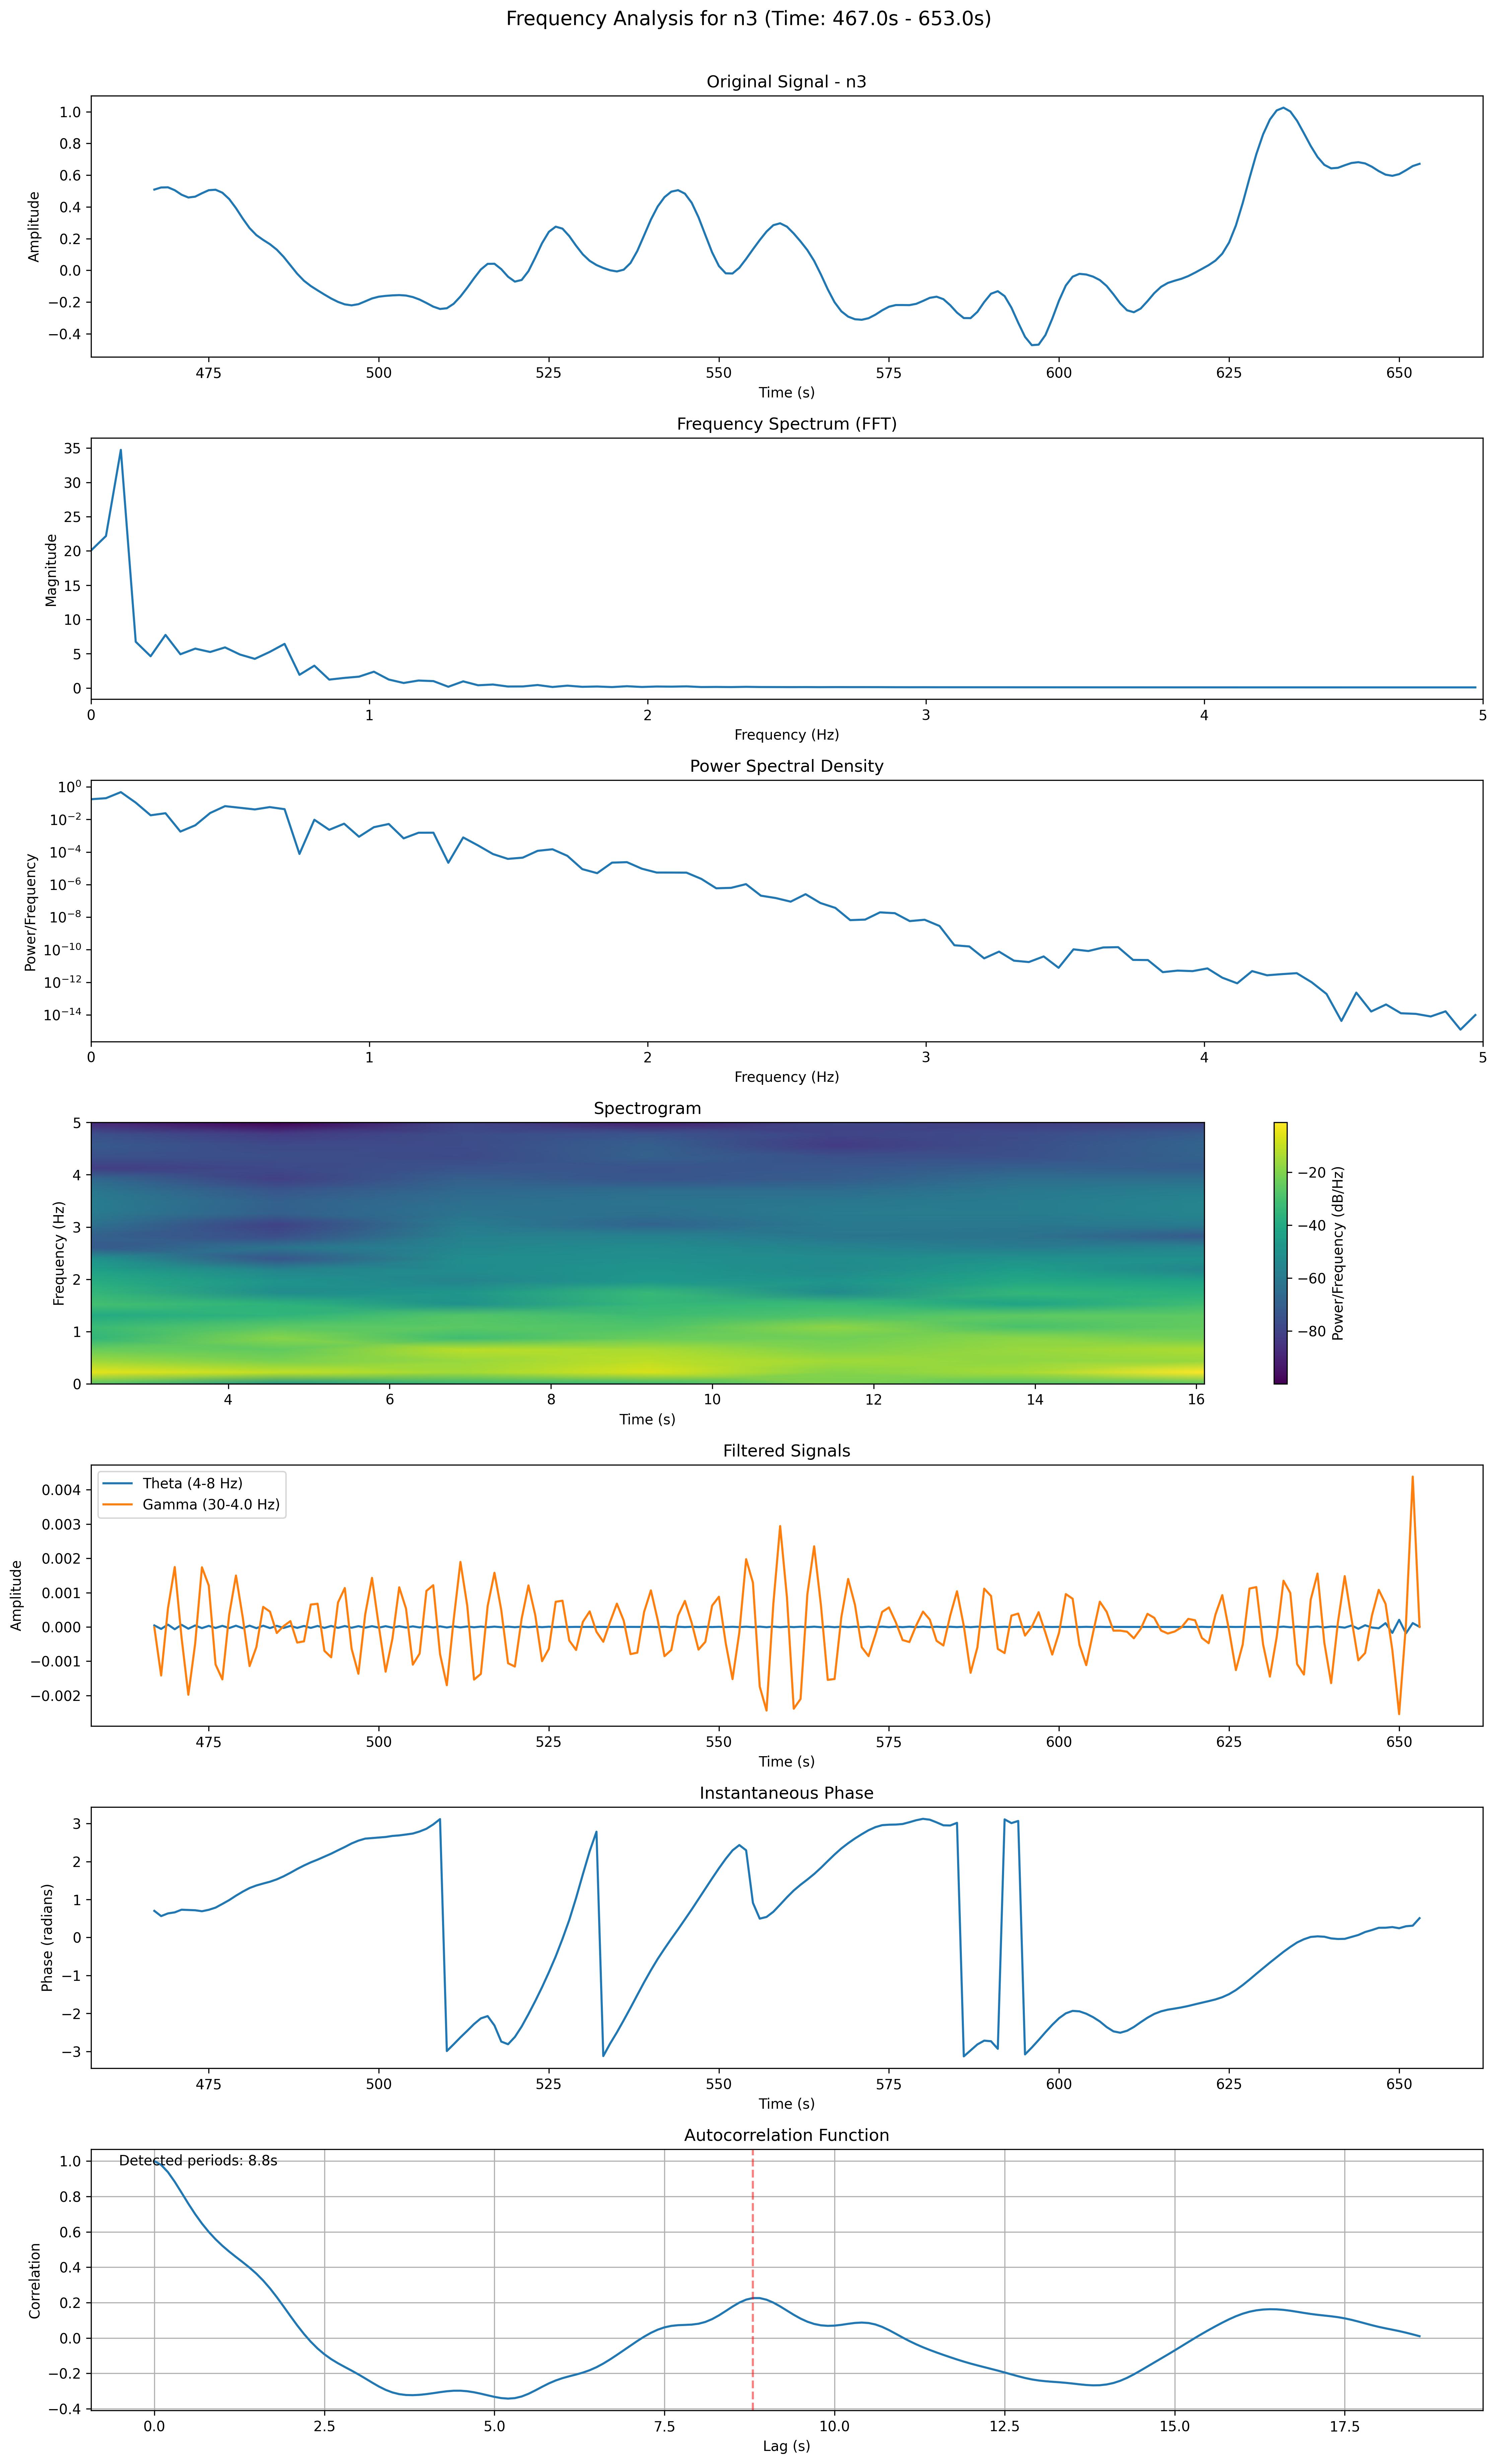 Frequency Analysis for n3 (Time: 467.0s - 653.0s)
Original Signal - n3
1.0
0.8
0.6
0.4
0.2
0.0
−0.2
−0.4
Amplitude
475 500 525 550 575 600 625 650
Time (s)
Frequency Spectrum (FFT)
35
30
25
20
15
10
5
0
Magnitude
0 1 2 3 4 5
Frequency (Hz)
Power Spectral Density
10⁰
10⁻²
10⁻⁴
10⁻⁶
10⁻⁸
10⁻¹⁰
10⁻¹²
10⁻¹⁴
Power/Frequency
0 1 2 3 4 5
Frequency (Hz)
Spectrogram
5
4
3
2
1
0
Frequency (Hz)
4 6 8 10 12 14 16
Time (s)
−20
−40
−60
−80
Power/Frequency (dB/Hz)
Filtered Signals
Theta (4-8 Hz)
Gamma (30-4.0 Hz)
0.004
0.003
0.002
0.001
0.000
−0.001
−0.002
Amplitude
475 500 525 550 575 600 625 650
Time (s)
Instantaneous Phase
3
2
1
0
−1
−2
−3
Phase (radians)
475 500 525 550 575 600 625 650
Time (s)
Autocorrelation Function
Detected periods: 8.8s
1.0
0.8
0.6
0.4
0.2
0.0
−0.2
−0.4
Correlation
0.0 2.5 5.0 7.5 10.0 12.5 15.0 17.5
Lag (s)